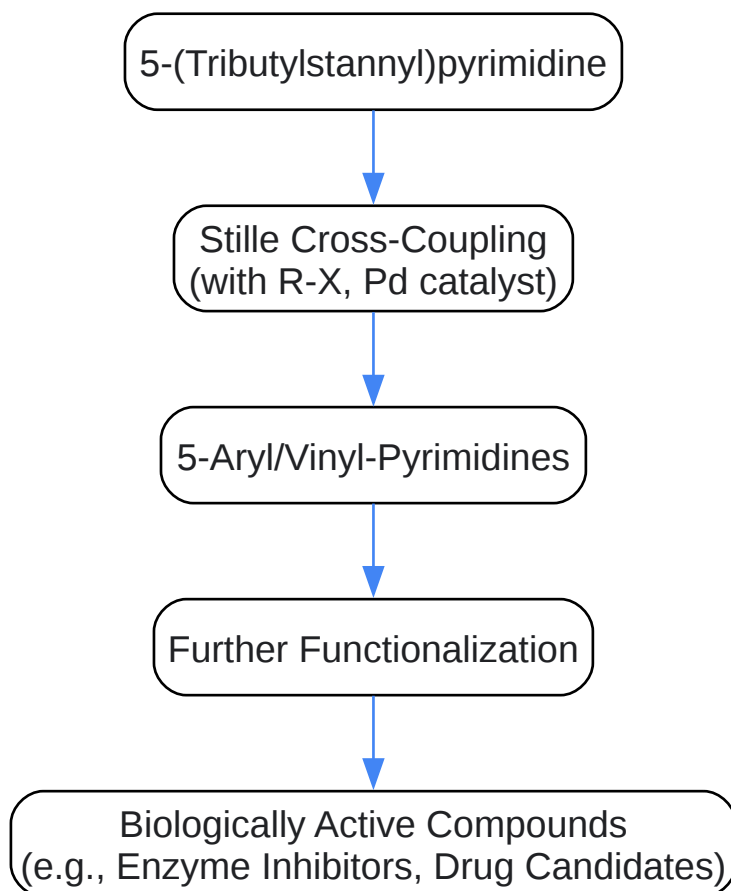 5-(Tributylstannyl)pyrimidine
Stille Cross-Coupling
(with R-X, Pd catalyst)
5-Aryl/Vinyl-Pyrimidines
Further Functionalization
Biologically Active Compounds
(e.g., Enzyme Inhibitors, Drug Candidates)